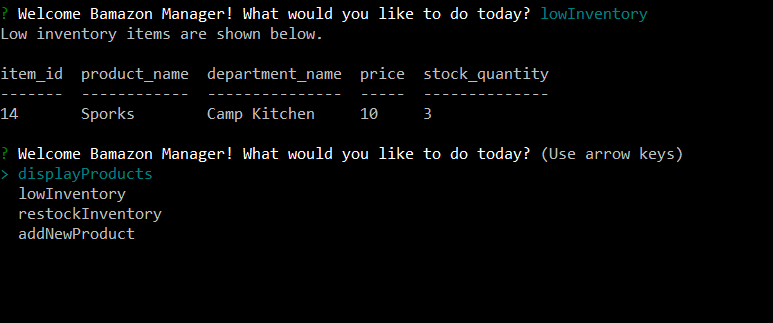 ? Welcome Bamazon Manager! What would you like to do today? lowInventory
Low inventory items are shown below.
item_id  product_name  department_name  price  stock_quantity
-------  ------------  ---------------  -----  --------------
14       Sporks        Camp Kitchen     10     3
? Welcome Bamazon Manager! What would you like to do today? (Use arrow keys)
> displayProducts
  lowInventory
  restockInventory
  addNewProduct